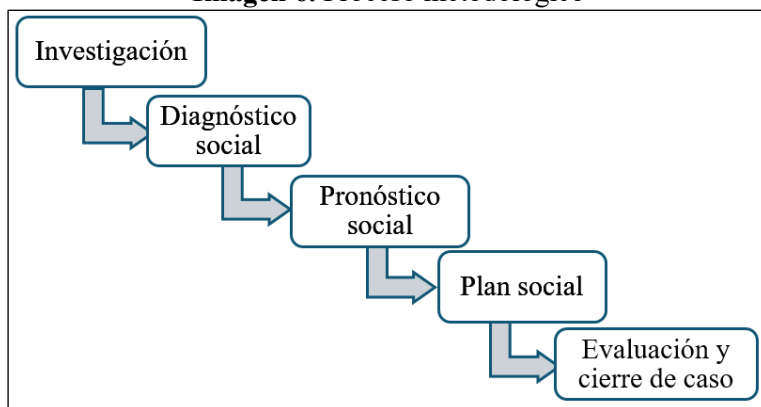 Investigación
Diagnóstico
social
Pronóstico
social
Plan social
Evaluación y
cierre de caso